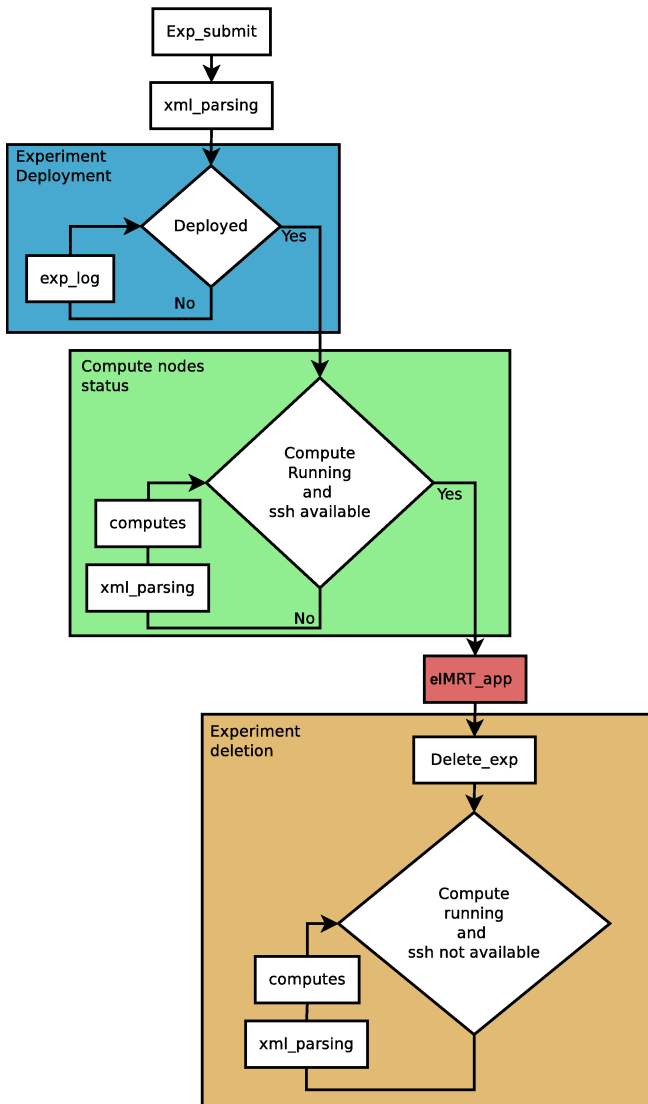 Exp_submit
xml_parsing
Experiment
Deployment
Deployed
Yes
exp_log
No
Compute nodes
status
Compute
Running
and
ssh available
Yes
computes
xml_parsing
No
eIMRT_app
Experiment
deletion
Delete_exp
Compute
running
and
ssh not available
computes
xml_parsing